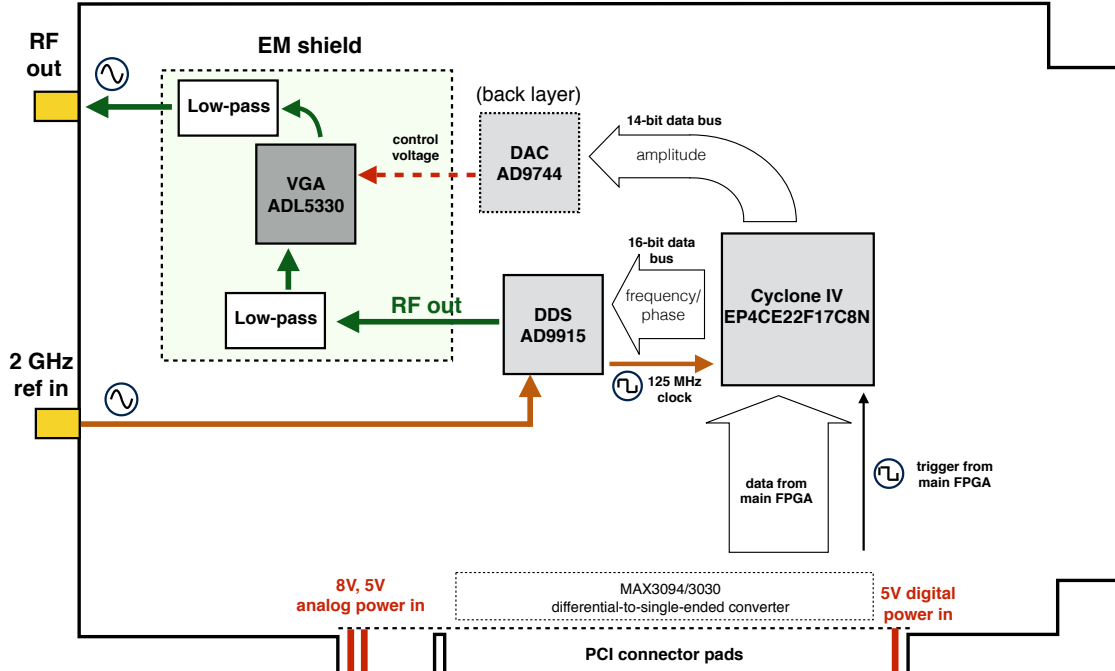 RF
out
EM shield
Low-pass
(back layer)
14-bit data bus
control
voltage
DAC
AD9744
amplitude
VGA
ADL5330
16-bit data
bus
Low-pass
RF out
DDS
AD9915
frequency/
phase
Cyclone IV
EP4CE22F17C8N
2 GHz
ref in
125 MHz
clock
data from
main FPGA
trigger from
main FPGA
8V, 5V
analog power in
MAX3094/3030
differential-to-single-ended converter
5V digital
power in
PCI connector pads